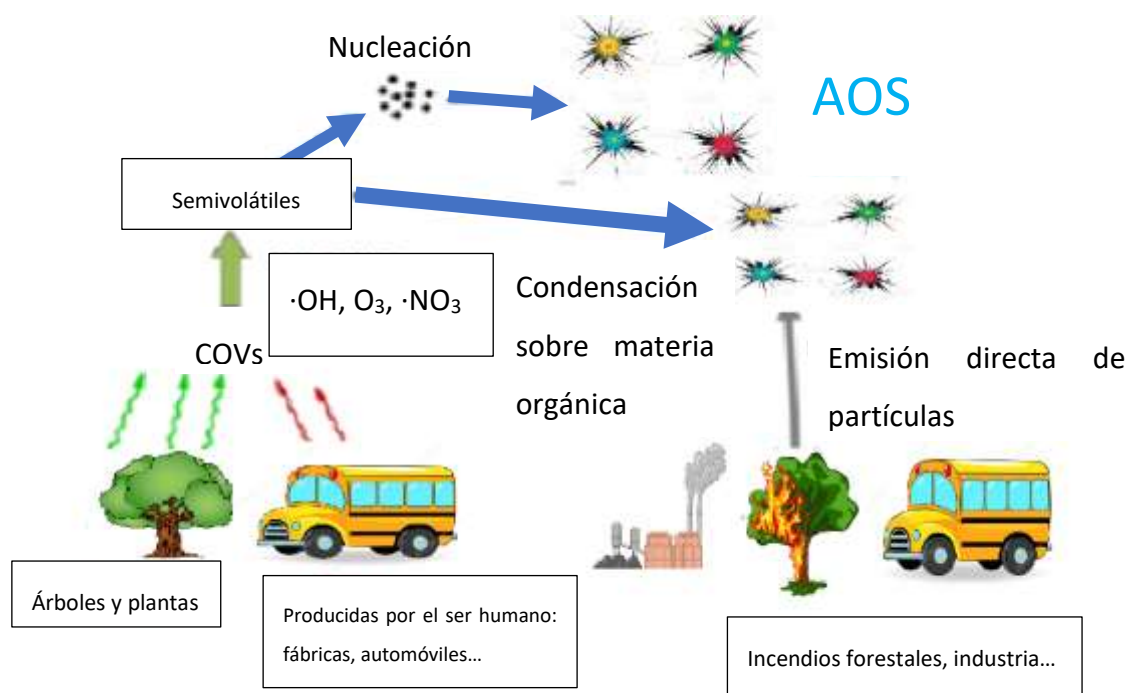 Nucleación
AOS
Semivolátiles
·OH, O₃, ·NO₃
COVs
Condensación
sobre materia
orgánica
Emisión directa de
partículas
Árboles y plantas
Producidas por el ser humano:
fábricas, automóviles...
Incendios forestales, industria...